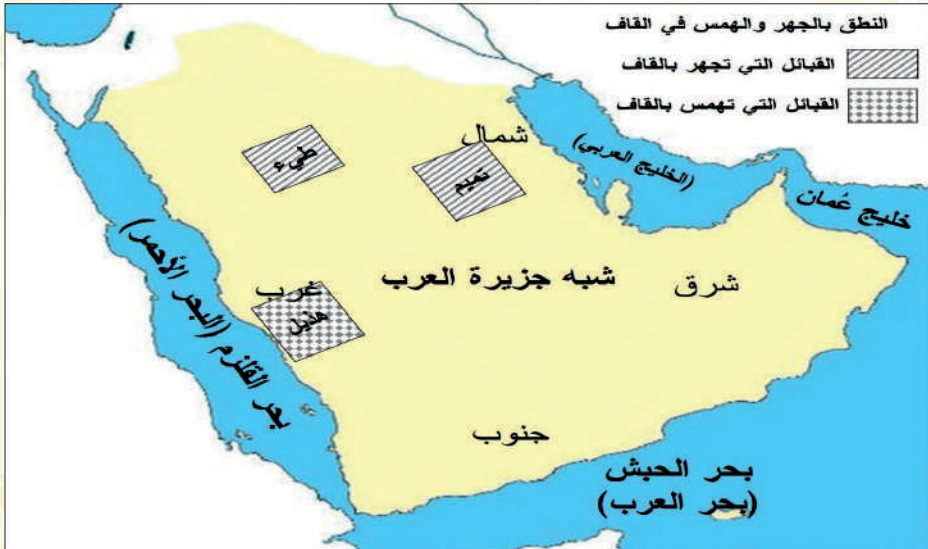 النطق بالجهر والهمس في القاف
القبائل التي تجهر بالقاف
القبائل التي تهمس بالقاف
شمال
طيء
تميم
(الخليج العربي)
خليج عُمان
شبه جزيرة العرب
شرق
غرب
هذيل
بحر القلزم (البحر الأحمر)
جنوب
بحر الحبش
(بحر العرب)